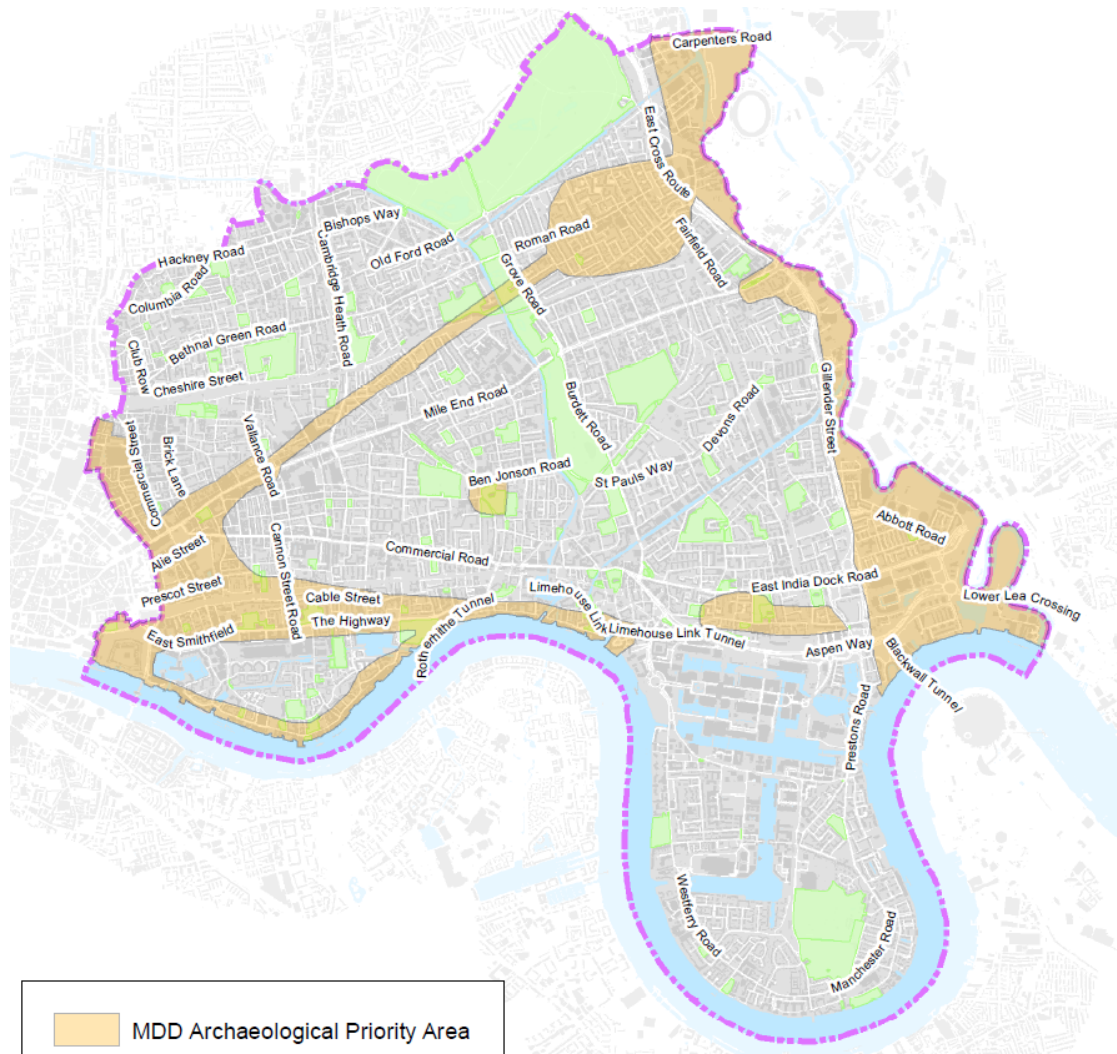 Carpenters Road
East Cross Route
Bishops Way
Roman Road
Old Ford Road
Fairfield Road
Hackney Road
Cambridge Heath Road
Grove Road
Columbia Road
Bethnal Green Road
Club Row
Cheshire Street
Gillender Street
Mile End Road
Burdett Road
Devons Road
Vallance Road
Commercial Street
Brick Lane
Ben Jonson Road
St Pauls Way
Abbott Road
Alie Street
Cannon Street Road
Commercial Road
East India Dock Road
Prescot Street
Cable Street
Limehouse Link
Lower Lea Crossing
The Highway
East Smithfield
Rotherhithe Tunnel
Limehouse Link Tunnel
Aspen Way
Blackwall Tunnel
Prestons Road
Westferry Road
Manchester Road
MDD Archaeological Priority Area